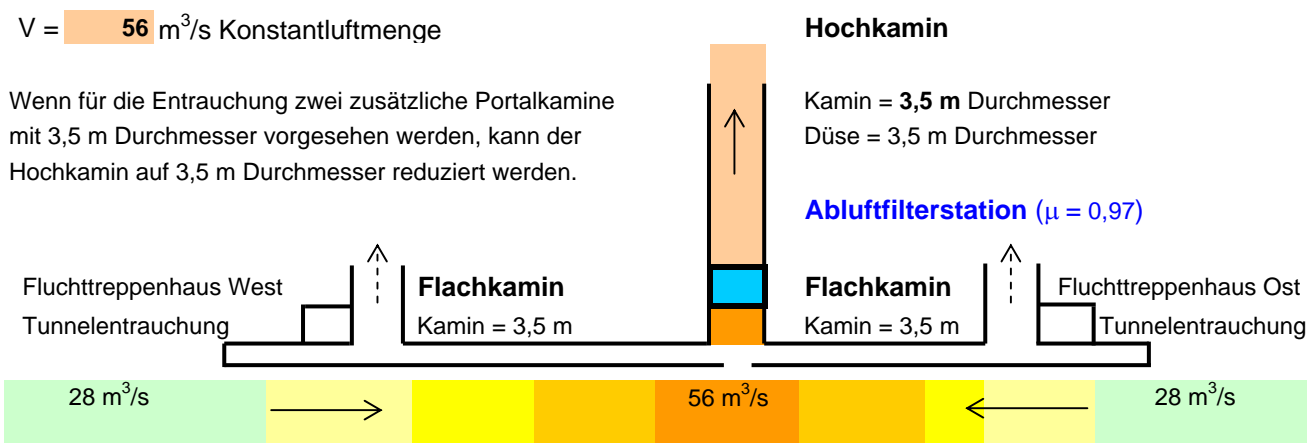 V = 56 m³/s Konstantluftmenge
Hochkamin
Wenn für die Entrauchung zwei zusätzliche Portalkamine
mit 3,5 m Durchmesser vorgesehen werden, kann der
Hochkamin auf 3,5 m Durchmesser reduziert werden.
Kamin = 3,5 m Durchmesser
Düse = 3,5 m Durchmesser
Abluftfilterstation (μ = 0,97)
Fluchttreppenhaus West
Tunnelentrauchung
Flachkamin
Kamin = 3,5 m
Flachkamin
Kamin = 3,5 m
Fluchttreppenhaus Ost
Tunnelentrauchung
28 m³/s
56 m³/s
28 m³/s